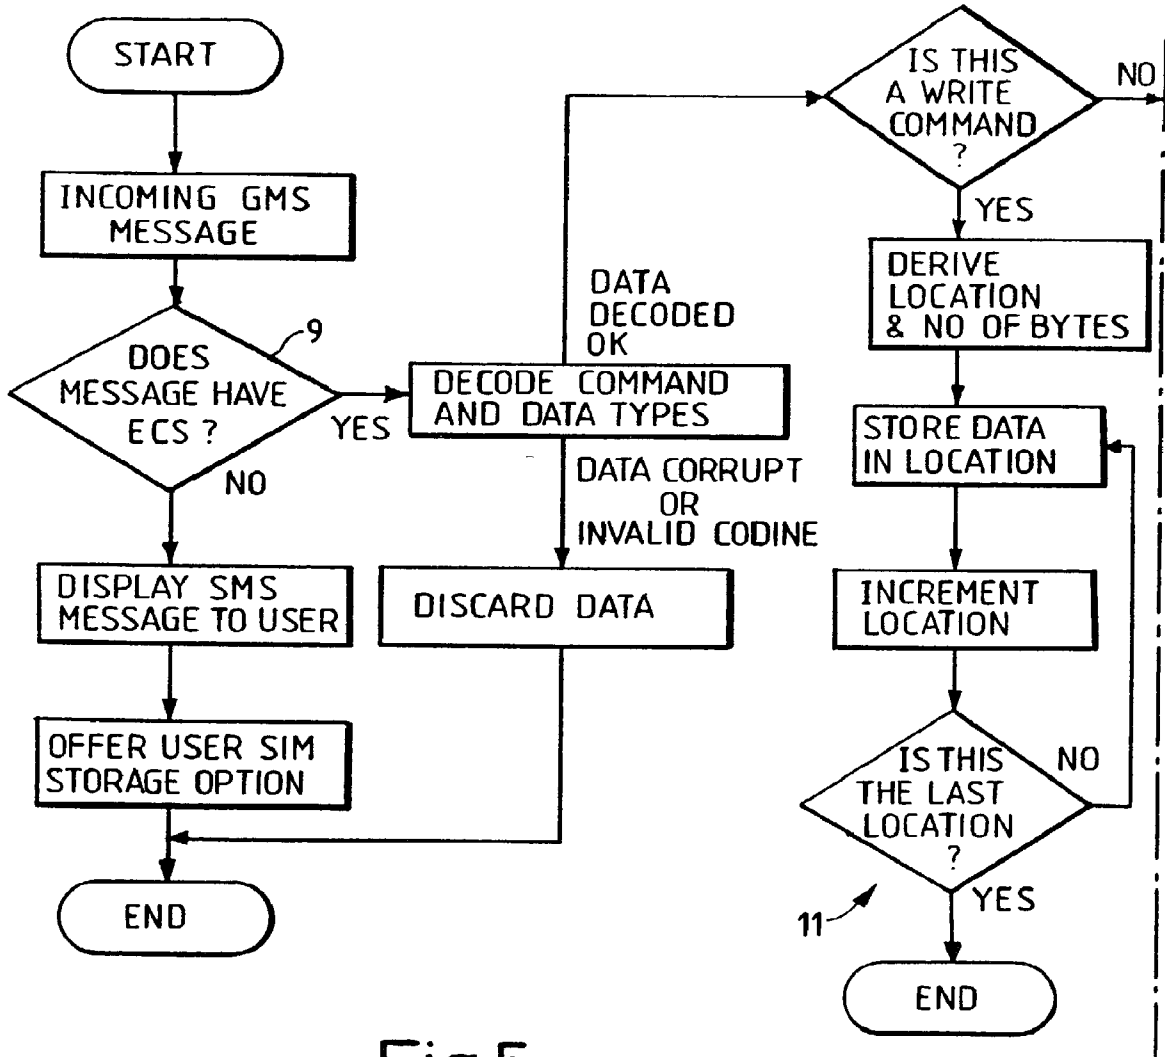 START
INCOMING GMS
MESSAGE
9
DOES
MESSAGE HAVE
ECS ?
YES
NO
DISPLAY SMS
MESSAGE TO USER
OFFER USER SIM
STORAGE OPTION
END
DATA
DECODED
OK
DECODE COMMAND
AND DATA TYPES
DATA CORRUPT
OR
INVALID CODINE
DISCARD DATA
IS THIS
A WRITE
COMMAND
?
NO
YES
DERIVE
LOCATION
& NO OF BYTES
STORE DATA
IN LOCATION
INCREMENT
LOCATION
IS THIS
THE LAST
LOCATION
?
NO
YES
11
END